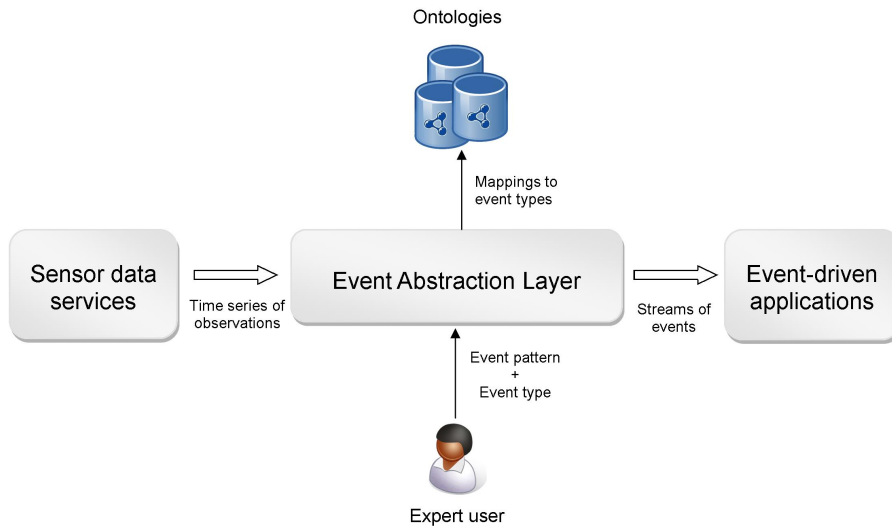 Ontologies
Mappings to
event types
Sensor data
services
Time series of
observations
Event Abstraction Layer
Streams of
events
Event-driven
applications
Event pattern
+
Event type
Expert user